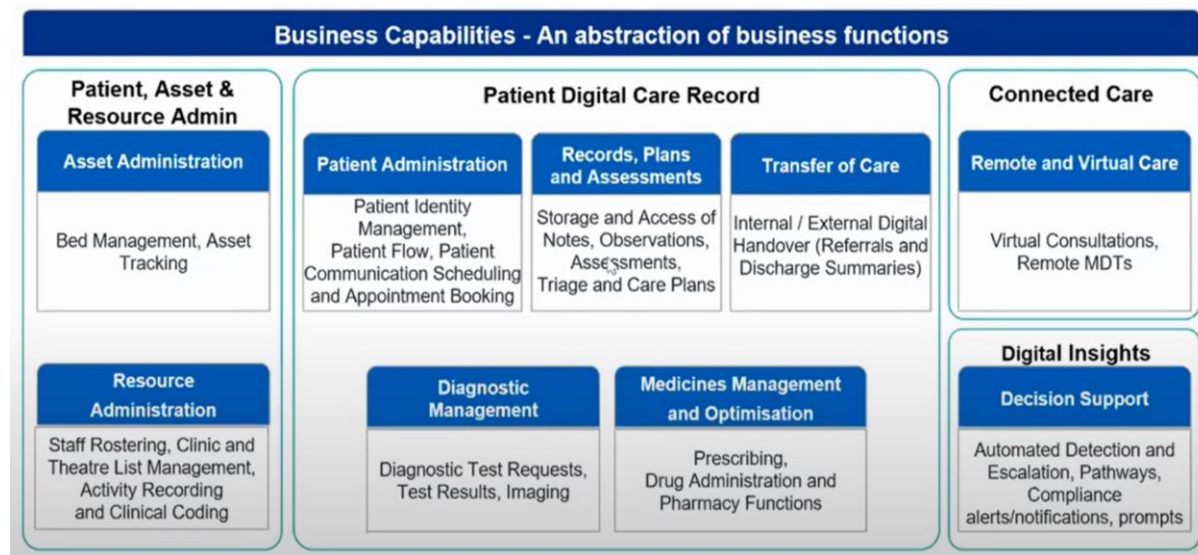 Business Capabilities - An abstraction of business functions
Patient, Asset &
Resource Admin
Asset Administration
Bed Management, Asset
Tracking
Resource
Administration
Staff Rostering, Clinic and
Theatre List Management,
Activity Recording
and Clinical Coding
Patient Digital Care Record
Patient Administration
Patient Identity
Management,
Patient Flow, Patient
Communication Scheduling
and Appointment Booking
Records, Plans
and Assessments
Storage and Access of
Notes, Observations,
Assessments,
Triage and Care Plans
Transfer of Care
Internal / External Digital
Handover (Referrals and
Discharge Summaries)
Diagnostic
Management
Diagnostic Test Requests,
Test Results, Imaging
Medicines Management
and Optimisation
Prescribing,
Drug Administration and
Pharmacy Functions
Connected Care
Remote and Virtual Care
Virtual Consultations,
Remote MDTs
Digital Insights
Decision Support
Automated Detection and
Escalation, Pathways,
Compliance
alerts/notifications, prompts